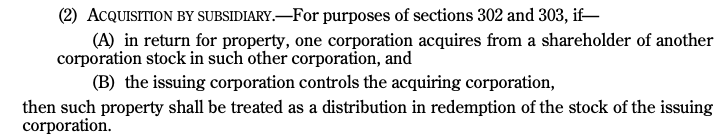 (2) ACQUISITION BY SUBSIDIARY.—For purposes of sections 302 and 303, if—
(A) in return for property, one corporation acquires from a shareholder of another
corporation stock in such other corporation, and
(B) the issuing corporation controls the acquiring corporation,
then such property shall be treated as a distribution in redemption of the stock of the issuing
corporation.